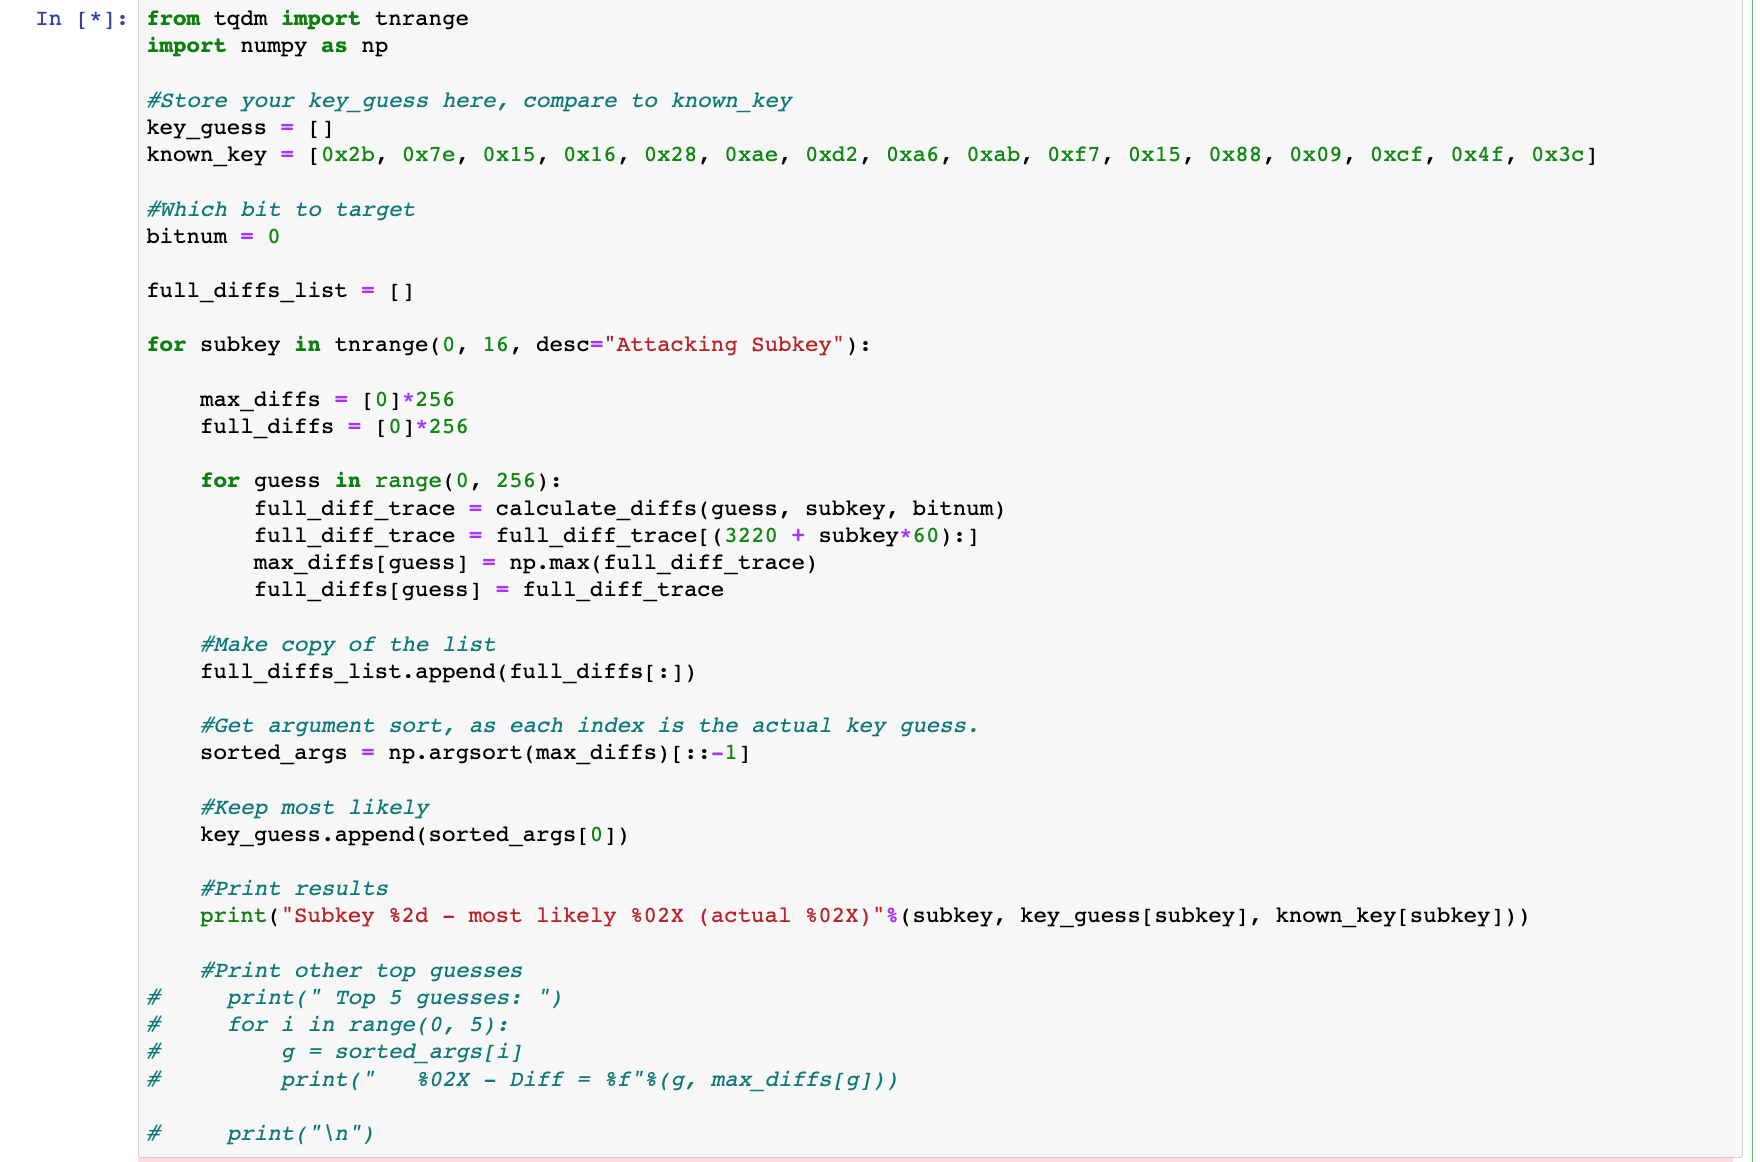 In [*]: from tqdm import tnrange
import numpy as np

#Store your key_guess here, compare to known_key
key_guess = []
known_key = [0x2b, 0x7e, 0x15, 0x16, 0x28, 0xae, 0xd2, 0xa6, 0xab, 0xf7, 0x15, 0x88, 0x09, 0xcf, 0x4f, 0x3c]

#Which bit to target
bitnum = 0

full_diffs_list = []

for subkey in tnrange(0, 16, desc="Attacking Subkey"):

    max_diffs = [0]*256
    full_diffs = [0]*256

    for guess in range(0, 256):
        full_diff_trace = calculate_diffs(guess, subkey, bitnum)
        full_diff_trace = full_diff_trace[(3220 + subkey*60):]
        max_diffs[guess] = np.max(full_diff_trace)
        full_diffs[guess] = full_diff_trace

    #Make copy of the list
    full_diffs_list.append(full_diffs[:])

    #Get argument sort, as each index is the actual key guess.
    sorted_args = np.argsort(max_diffs)[::-1]

    #Keep most likely
    key_guess.append(sorted_args[0])

    #Print results
    print("Subkey %2d - most likely %02X (actual %02X)"%(subkey, key_guess[subkey], known_key[subkey]))

    #Print other top guesses
#     print(" Top 5 guesses: ")
#     for i in range(0, 5):
#         g = sorted_args[i]
#         print("   %02X - Diff = %f"%(g, max_diffs[g]))

#     print("\n")